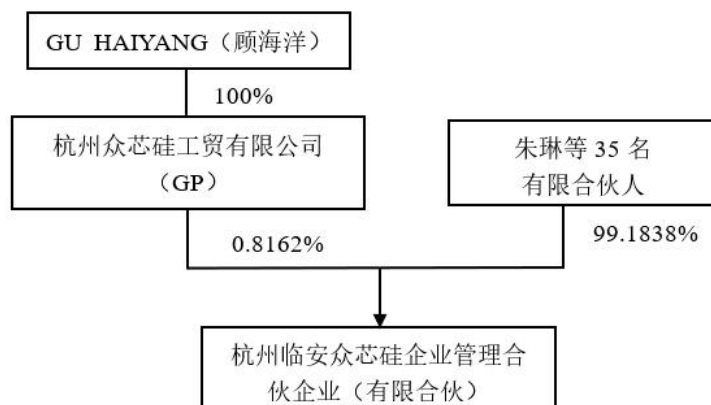 GU HAIYANG（顾海洋）
100%
杭州众芯硅工贸有限公司
（GP）
朱琳等 35 名
有限合伙人
0.8162%
99.1838%
杭州临安众芯硅企业管理合
伙企业（有限合伙）